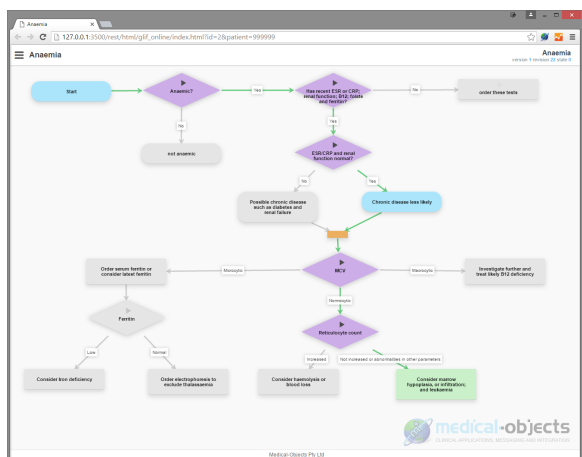 Anaemia
127.0.0.1:3500/rest/html/glif_online/index.html?id=2&patient=999999
Anaemia
Anaemia
version 1 revision 22 state 5
Start
Anaemic?
Yes
Has recent ESR or CRP;
renal function; B12; folate
and ferritin?
No
order these tests
No
Yes
not anaemic
ESR/CRP and renal
function normal?
No
Yes
Possible chronic disease
such as diabetes and
renal failure
Chronic disease less likely
Order serum ferritin or
consider latest ferritin
Microcytic
MCV
Macrocytic
Investigate further and
treat likely B12 deficiency
Normocytic
Ferritin
Reticulocyte count
Low
Normal
Increased
Not increased or abnormalities in other parameters
Consider Iron deficiency
Order electrophoresis to
exclude thalassaemia
Consider haemolysis or
blood loss
Consider marrow
hypoplasia, or infiltration;
and leukaemia
medical-objects
CLINICAL APPLICATIONS, MESSAGING AND INTEGRATION
Medical-Objects Pty Ltd